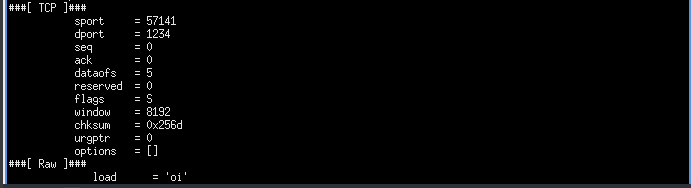 ###[ TCP ]###
sport = 57141
dport = 1234
seq = 0
ack = 0
dataofs = 5
reserved = 0
flags = S
window = 8192
chksum = 0x256d
urgptr = 0
options = []
###[ Raw ]###
load = 'oi'